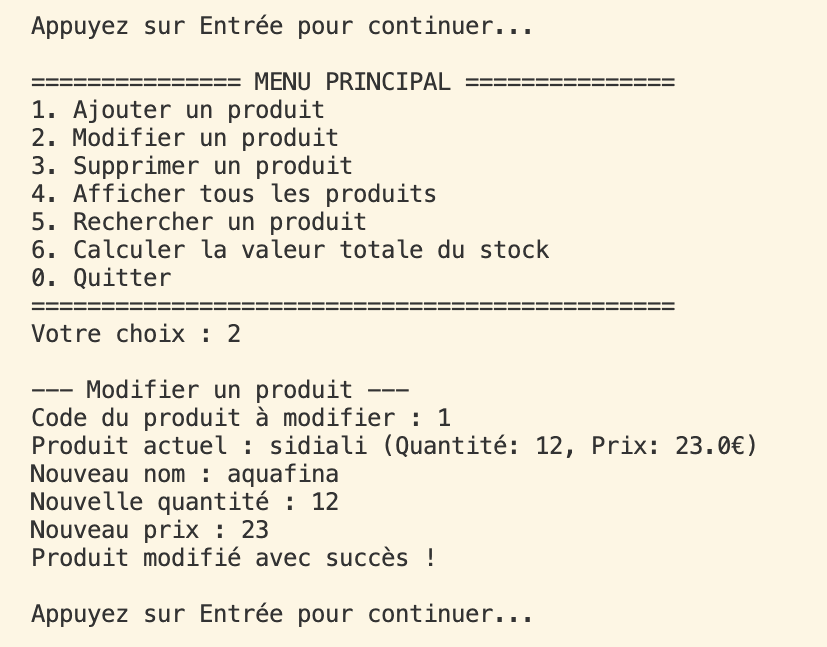 Appuyez sur Entrée pour continuer...
=============== MENU PRINCIPAL ===============
1. Ajouter un produit
2. Modifier un produit
3. Supprimer un produit
4. Afficher tous les produits
5. Rechercher un produit
6. Calculer la valeur totale du stock
0. Quitter
==============================================
Votre choix : 2
--- Modifier un produit ---
Code du produit à modifier : 1
Produit actuel : sidiali (Quantité: 12, Prix: 23.0€)
Nouveau nom : aquafina
Nouvelle quantité : 12
Nouveau prix : 23
Produit modifié avec succès !
Appuyez sur Entrée pour continuer...